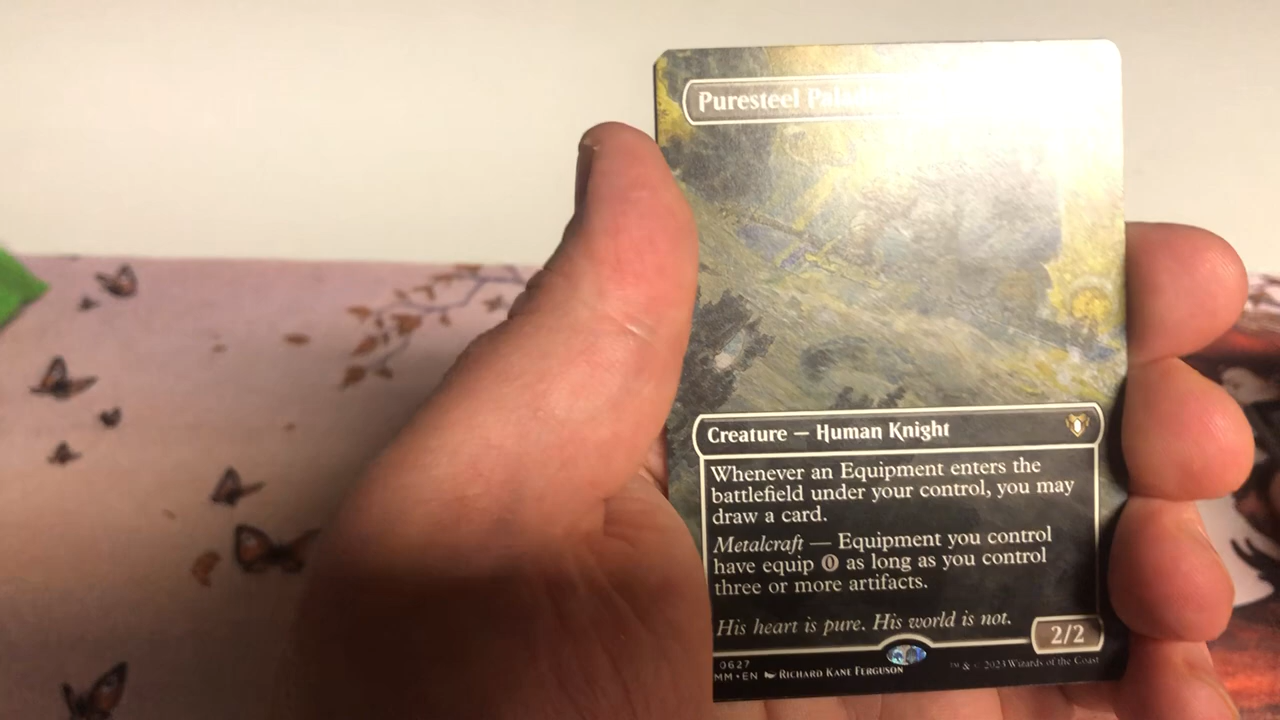 Puresteel
Creature — Human Knight
Whenever an Equipment enters the
battlefield under your control, you may
draw a card.
Metalcraft — Equipment you control
have equip 0 as long as you control
three or more artifacts.
His heart is pure. His world is not.
2/2
0627
MM • EN Richard Kane Ferguson
™ & © 2023 Wizards of the Coast